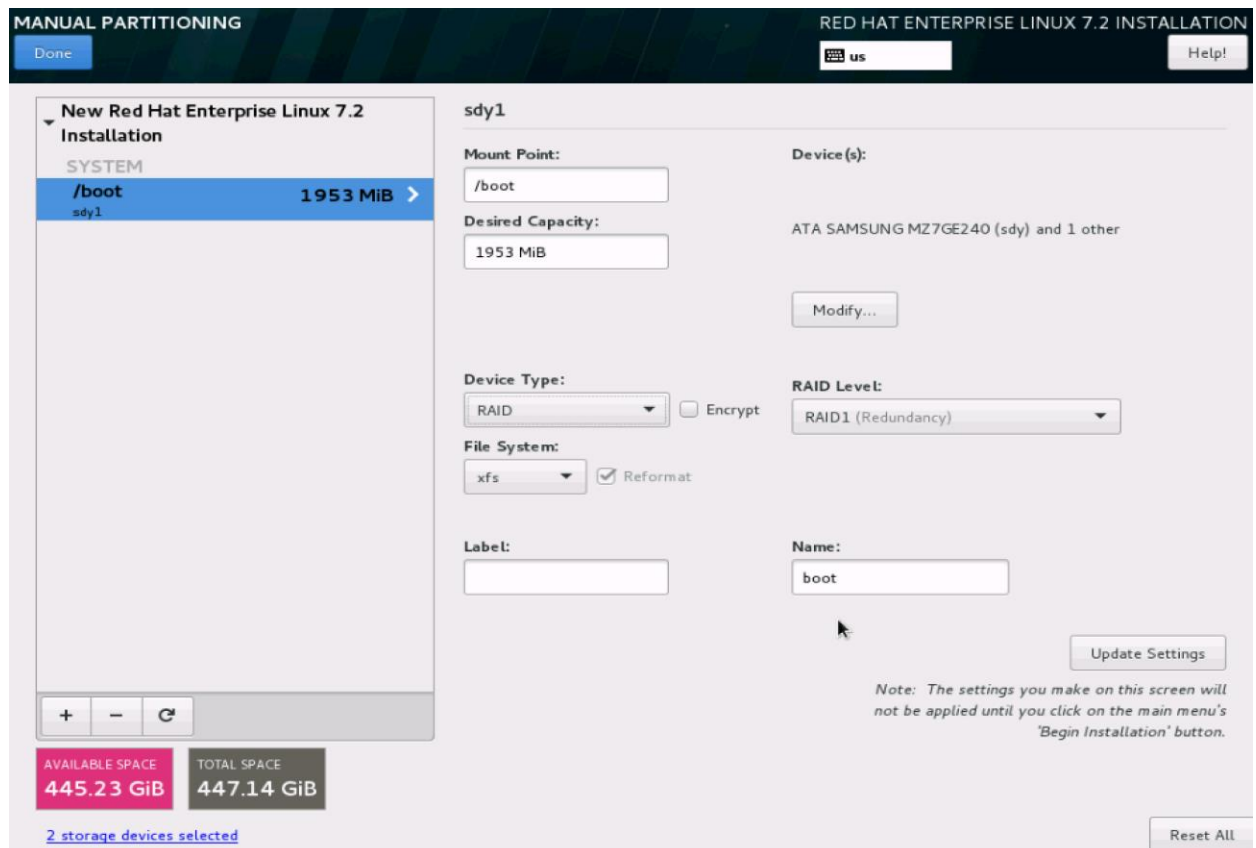 MANUAL PARTITIONING
RED HAT ENTERPRISE LINUX 7.2 INSTALLATION
Done
us
Help!
New Red Hat Enterprise Linux 7.2
Installation
SYSTEM
/boot
1953 MiB
sdy1
sdy1
Mount Point:
/boot
Desired Capacity:
1953 MiB
Device(s):
ATA SAMSUNG MZ7GE240 (sdy) and 1 other
Modify...
Device Type:
RAID
Encrypt
RAID Level:
RAID1 (Redundancy)
File System:
xfs
Reformat
Label:
Name:
boot
Update Settings
Note: The settings you make on this screen will
not be applied until you click on the main menu's
'Begin Installation' button.
+ −
AVAILABLE SPACE
445.23 GiB
TOTAL SPACE
447.14 GiB
2 storage devices selected
Reset All